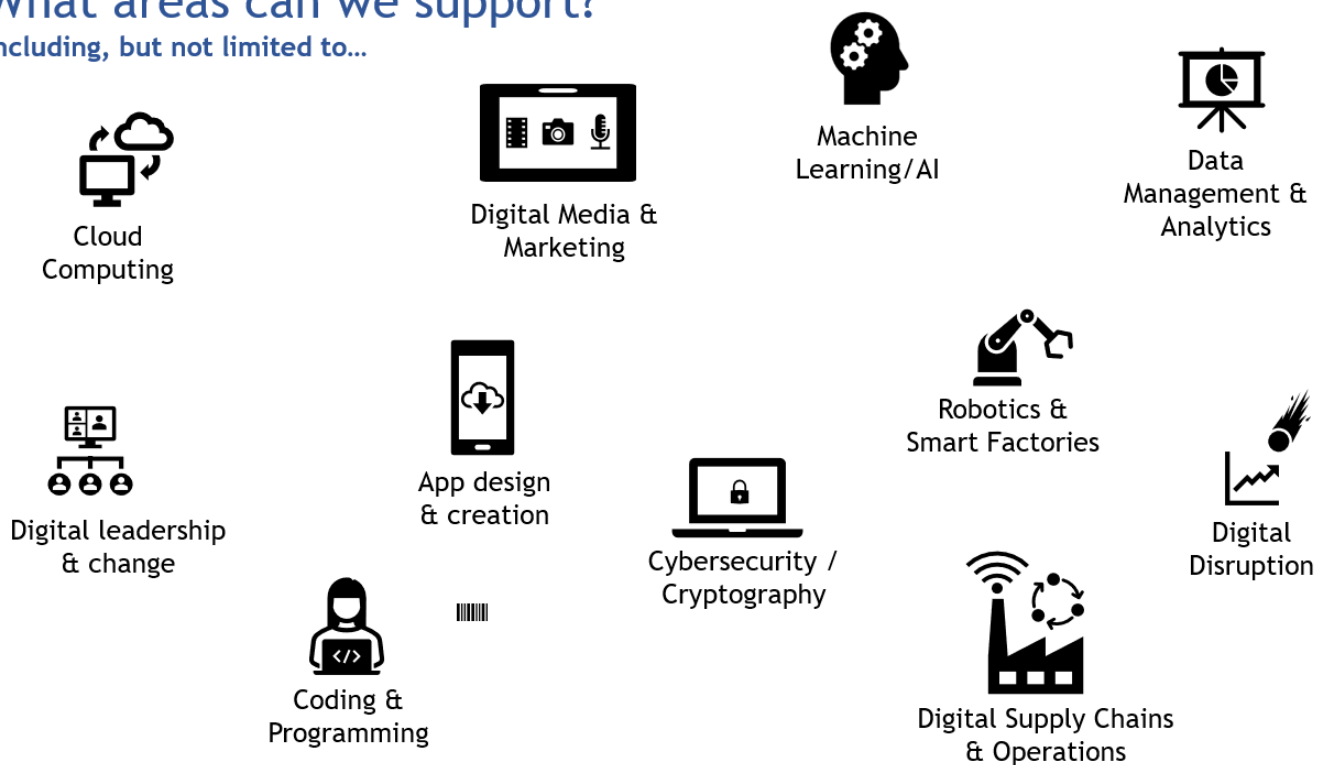 What areas can we support?
ncluding, but not limited to…
Machine
Learning/AI
Data
Management &
Analytics
Digital Media &
Marketing
Cloud
Computing
Robotics &
Smart Factories
App design
& creation
Digital leadership
& change
Cybersecurity /
Cryptography
Digital
Disruption
</>
Coding &
Programming
Digital Supply Chains
& Operations